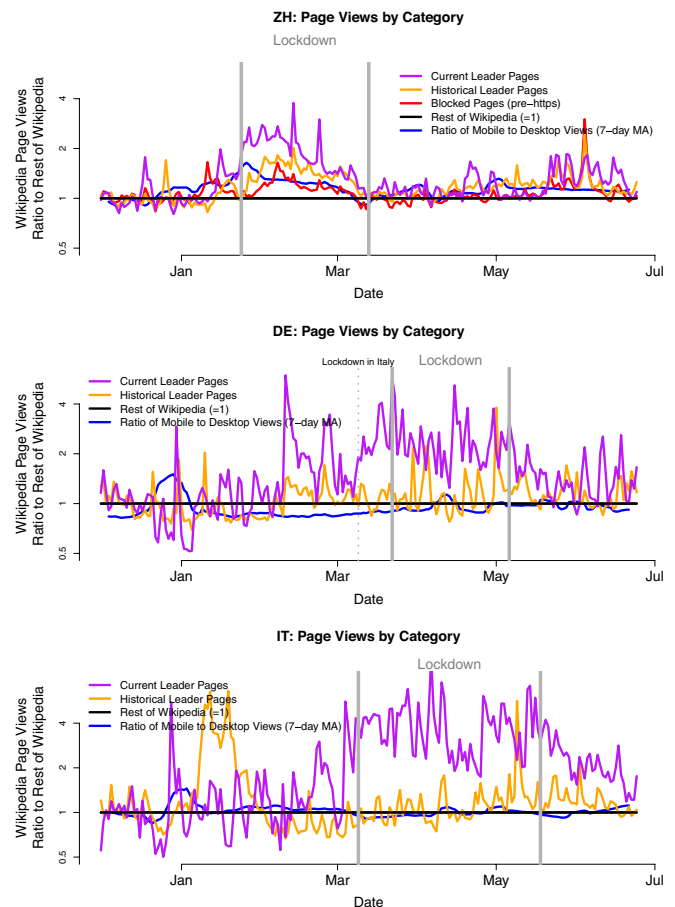 ZH: Page Views by Category
Lockdown
Current Leader Pages
Historical Leader Pages
Blocked Pages (pre−https)
Rest of Wikipedia (=1)
Ratio of Mobile to Desktop Views (7−day MA)
Wikipedia Page Views
Ratio to Rest of Wikipedia
4
2
1
0.5
Jan
Mar
May
Jul
Date
DE: Page Views by Category
Lockdown in Italy
Lockdown
Current Leader Pages
Historical Leader Pages
Rest of Wikipedia (=1)
Ratio of Mobile to Desktop Views (7−day MA)
Wikipedia Page Views
Ratio to Rest of Wikipedia
4
2
1
0.5
Jan
Mar
May
Jul
Date
IT: Page Views by Category
Lockdown
Current Leader Pages
Historical Leader Pages
Rest of Wikipedia (=1)
Ratio of Mobile to Desktop Views (7−day MA)
Wikipedia Page Views
Ratio to Rest of Wikipedia
4
2
1
0.5
Jan
Mar
May
Jul
Date